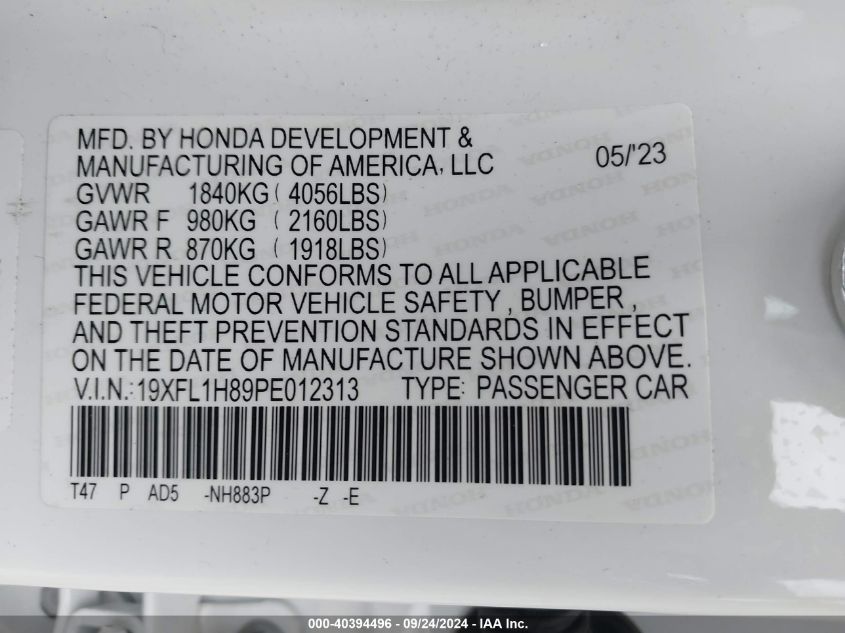 MFD. BY HONDA DEVELOPMENT &
MANUFACTURING OF AMERICA, LLC 05/'23
GVWR 1840KG ( 4056LBS)
GAWR F 980KG ( 2160LBS)
GAWR R 870KG ( 1918LBS)
THIS VEHICLE CONFORMS TO ALL APPLICABLE
FEDERAL MOTOR VEHICLE SAFETY , BUMPER ,
AND THEFT PREVENTION STANDARDS IN EFFECT
ON THE DATE OF MANUFACTURE SHOWN ABOVE.
V.I.N.:19XFL1H89PE012313 TYPE: PASSENGER CAR
T47 P AD5 -NH883P -Z -E
000-40394496 - 09/24/2024 - IAA Inc.